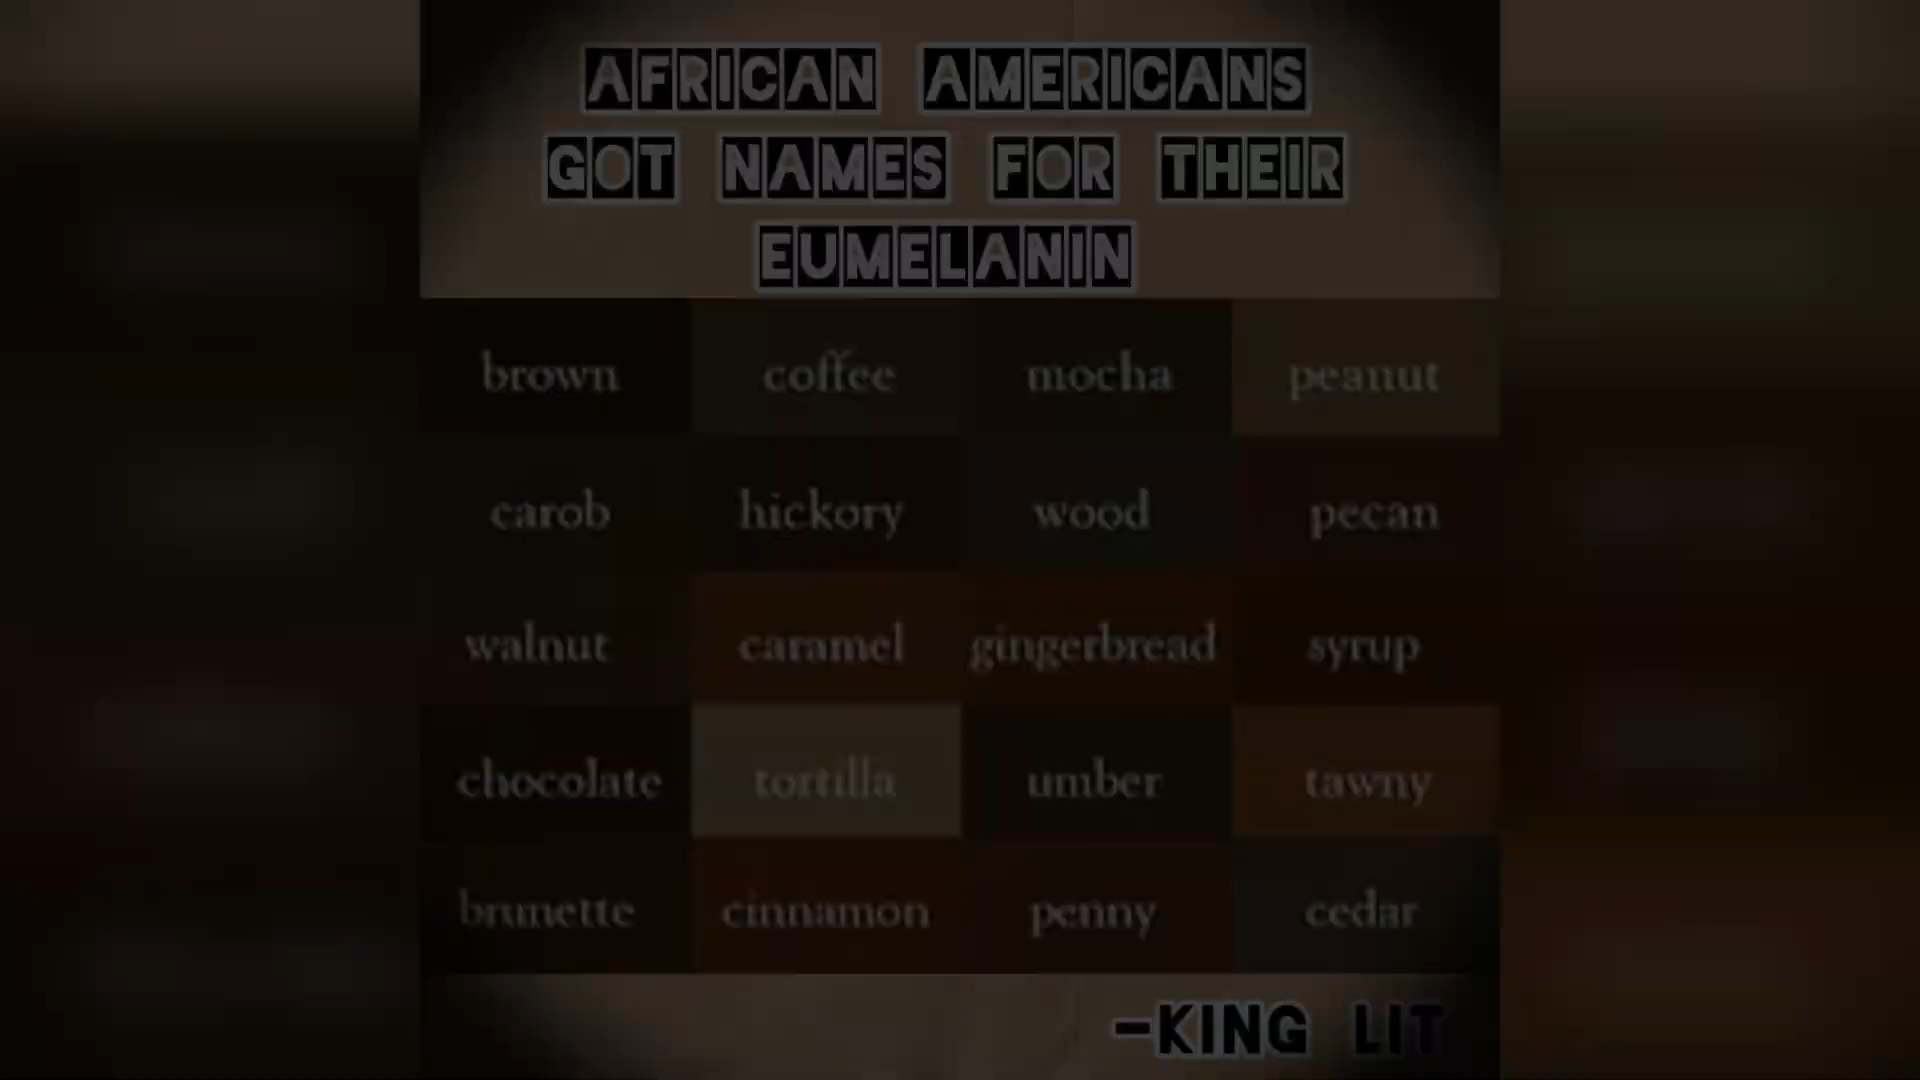 AFRICAN AMERICANS
GOT NAMES FOR THEIR
EUMELANIN
brown coffee mocha peanut
carob hickory wood pecan
walnut caramel gingerbread syrup
chocolate tortilla umber tawny
brunette cinnamon penny cedar
-KING LIT